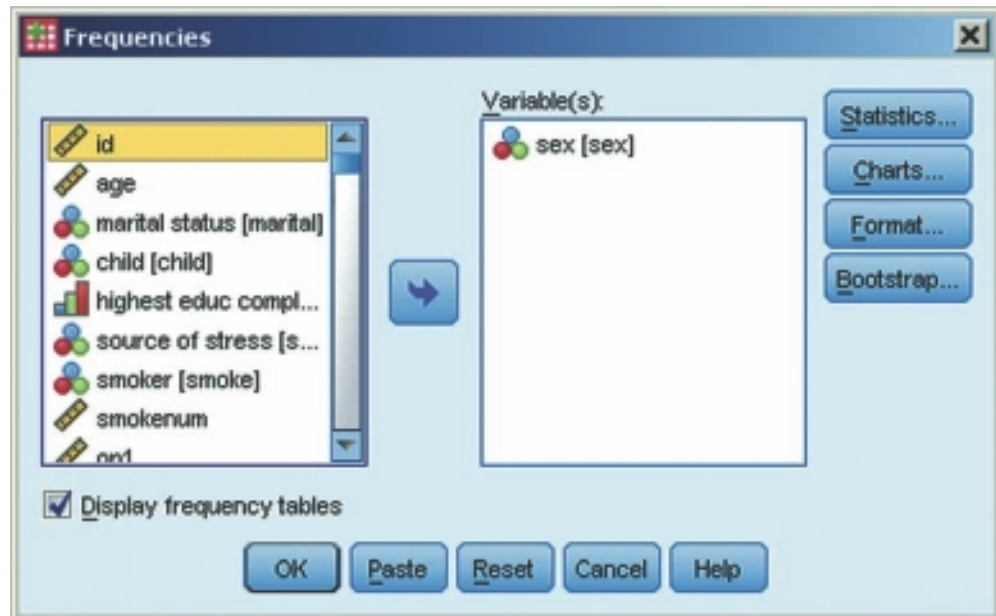 Frequencies
Variable(s):
id
age
marital status [marital]
child [child]
highest educ compl...
source of stress [s...
smoker [smoke]
smokenum
op1
sex [sex]
Statistics...
Charts...
Format...
Bootstrap...
Display frequency tables
OK
Paste
Reset
Cancel
Help